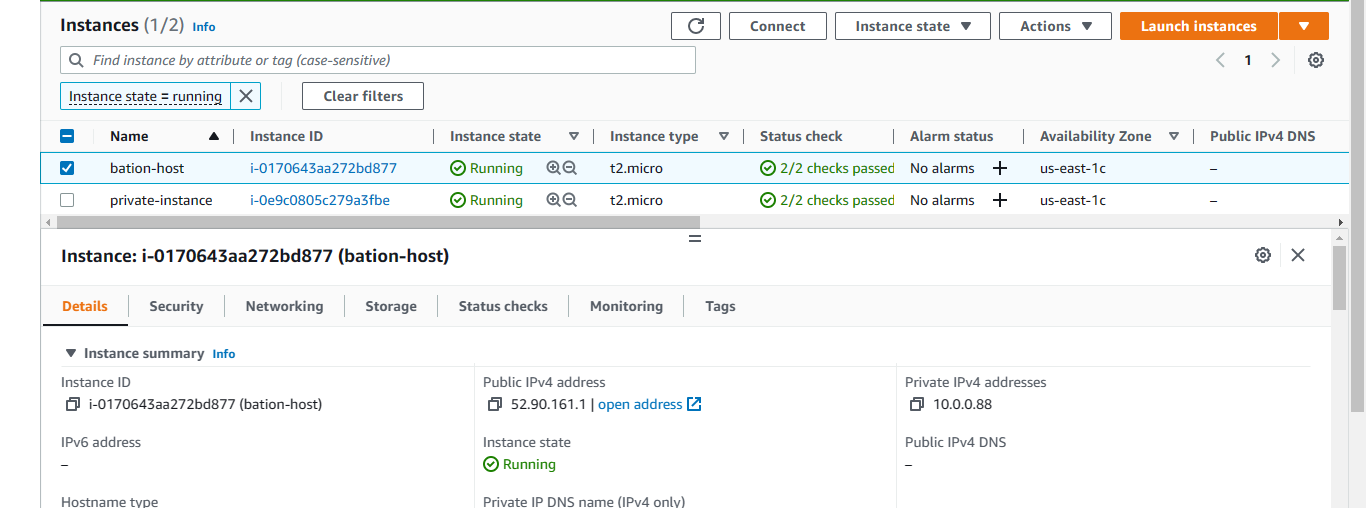 Instances (1/2) Info
Connect
Instance state
Actions
Launch instances
Find instance by attribute or tag (case-sensitive)
1
Instance state = running
Clear filters
Name Instance ID Instance state Instance type Status check Alarm status Availability Zone Public IPv4 DNS
bation-host i-0170643aa272bd877 Running t2.micro 2/2 checks passed No alarms + us-east-1c –
private-instance i-0e9c0805c279a3fbe Running t2.micro 2/2 checks passed No alarms + us-east-1c –
Instance: i-0170643aa272bd877 (bation-host)
Details Security Networking Storage Status checks Monitoring Tags
Instance summary Info
Instance ID Public IPv4 address Private IPv4 addresses
i-0170643aa272bd877 (bation-host) 52.90.161.1 | open address 10.0.0.88
IPv6 address Instance state Public IPv4 DNS
– Running –
Hostname type Private IP DNS name (IPv4 only)